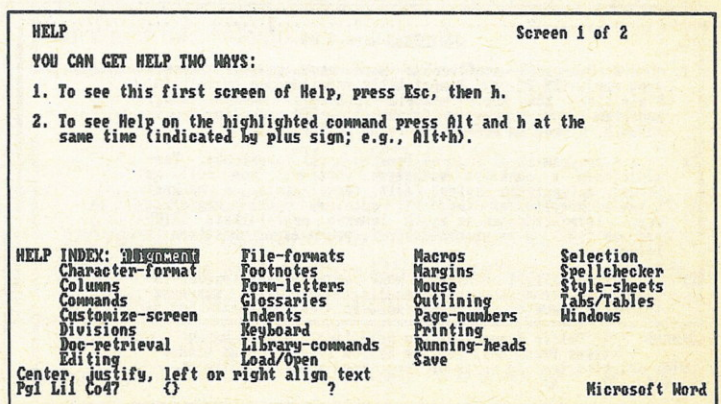 HELP Screen 1 of 2
YOU CAN GET HELP TWO WAYS:
1. To see this first screen of Help, press Esc, then h.
2. To see Help on the highlighted command press Alt and h at the
same time (indicated by plus sign; e.g., Alt+h).
HELP INDEX: Alignment File-formats Macros Selection
Character-format Footnotes Margins Spellchecker
Columns Form-letters Mouse Style-sheets
Commands Glossaries Outlining Tabs/Tables
Customize-screen Indents Page-numbers Windows
Divisions Keyboard Printing
Doc-retrieval Library-commands Running-heads
Editing Load/Open Save
Center, justify, left or right align text
Pg1 Li1 Co47 {} ? Microsoft Word